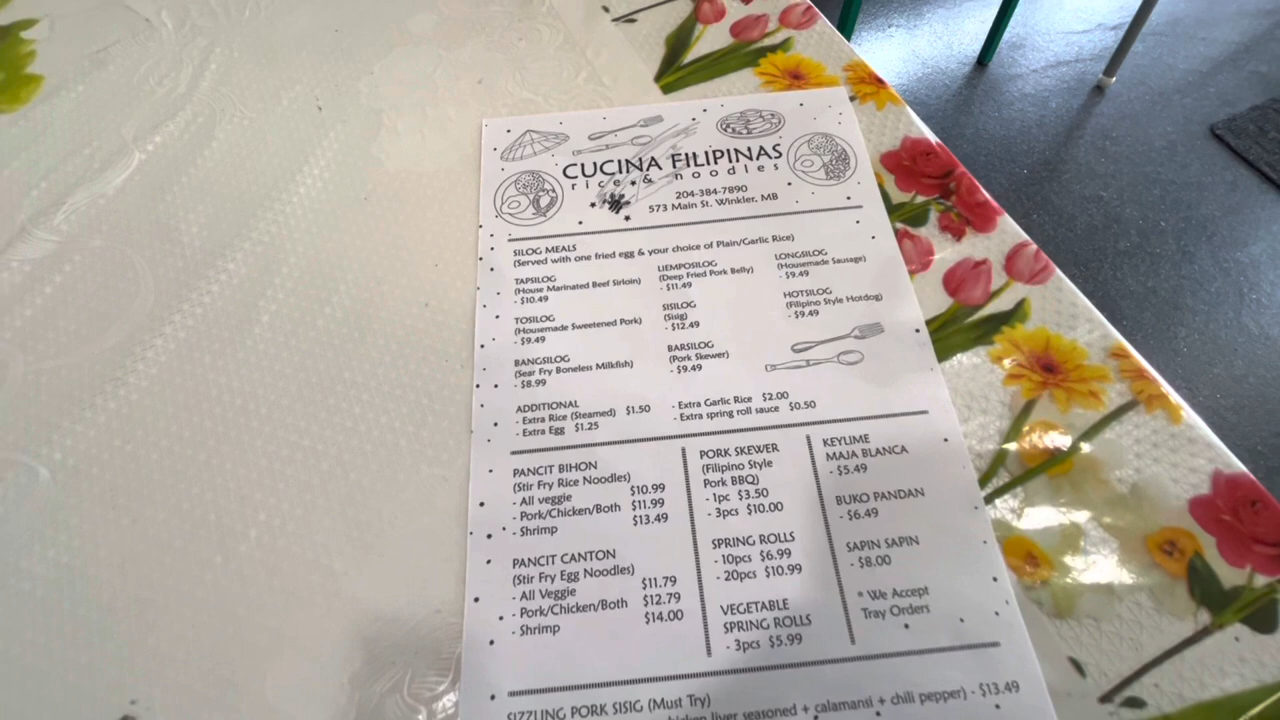 CUCINA FILIPINAS
rice & noodles
204-384-7890
573 Main St. Winkler, MB
SILOG MEALS
(Served with one fried egg & your choice of Plain/Garlic Rice)
TAPSILOG
(House Marinated Beef Sirloin)
- $10.49
TOSILOG
(Housemade Sweetened Pork)
- $9.49
BANGSILOG
(Sear Fry Boneless Milkfish)
- $8.99
LIEMPOSILOG
(Deep Fried Pork Belly)
- $11.49
SISILOG
(Sisig)
- $12.49
BARSILOG
(Pork Skewer)
- $9.49
LONGSILOG
(Housemade Sausage)
- $9.49
HOTSILOG
(Filipino Style Hotdog)
- $9.49
ADDITIONAL
- Extra Rice (Steamed) $1.50
- Extra Egg $1.25
- Extra Garlic Rice $2.00
- Extra spring roll sauce $0.50
PANCIT BIHON
(Stir Fry Rice Noodles)
- All veggie $10.99
- Pork/Chicken/Both $11.99
- Shrimp $13.49
PANCIT CANTON
(Stir Fry Egg Noodles)
- All Veggie $11.79
- Pork/Chicken/Both $12.79
- Shrimp $14.00
PORK SKEWER
(Filipino Style
Pork BBQ)
- 1pc $3.50
- 3pcs $10.00
SPRING ROLLS
- 10pcs $6.99
- 20pcs $10.99
VEGETABLE
SPRING ROLLS
- 3pcs $5.99
KEYLIME
MAJA BLANCA
- $5.49
BUKO PANDAN
- $6.49
SAPIN SAPIN
- $8.00
* We Accept
Tray Orders
SIZZLING PORK SISIG (Must Try)
chicken liver seasoned + calamansi + chili pepper) - $13.49